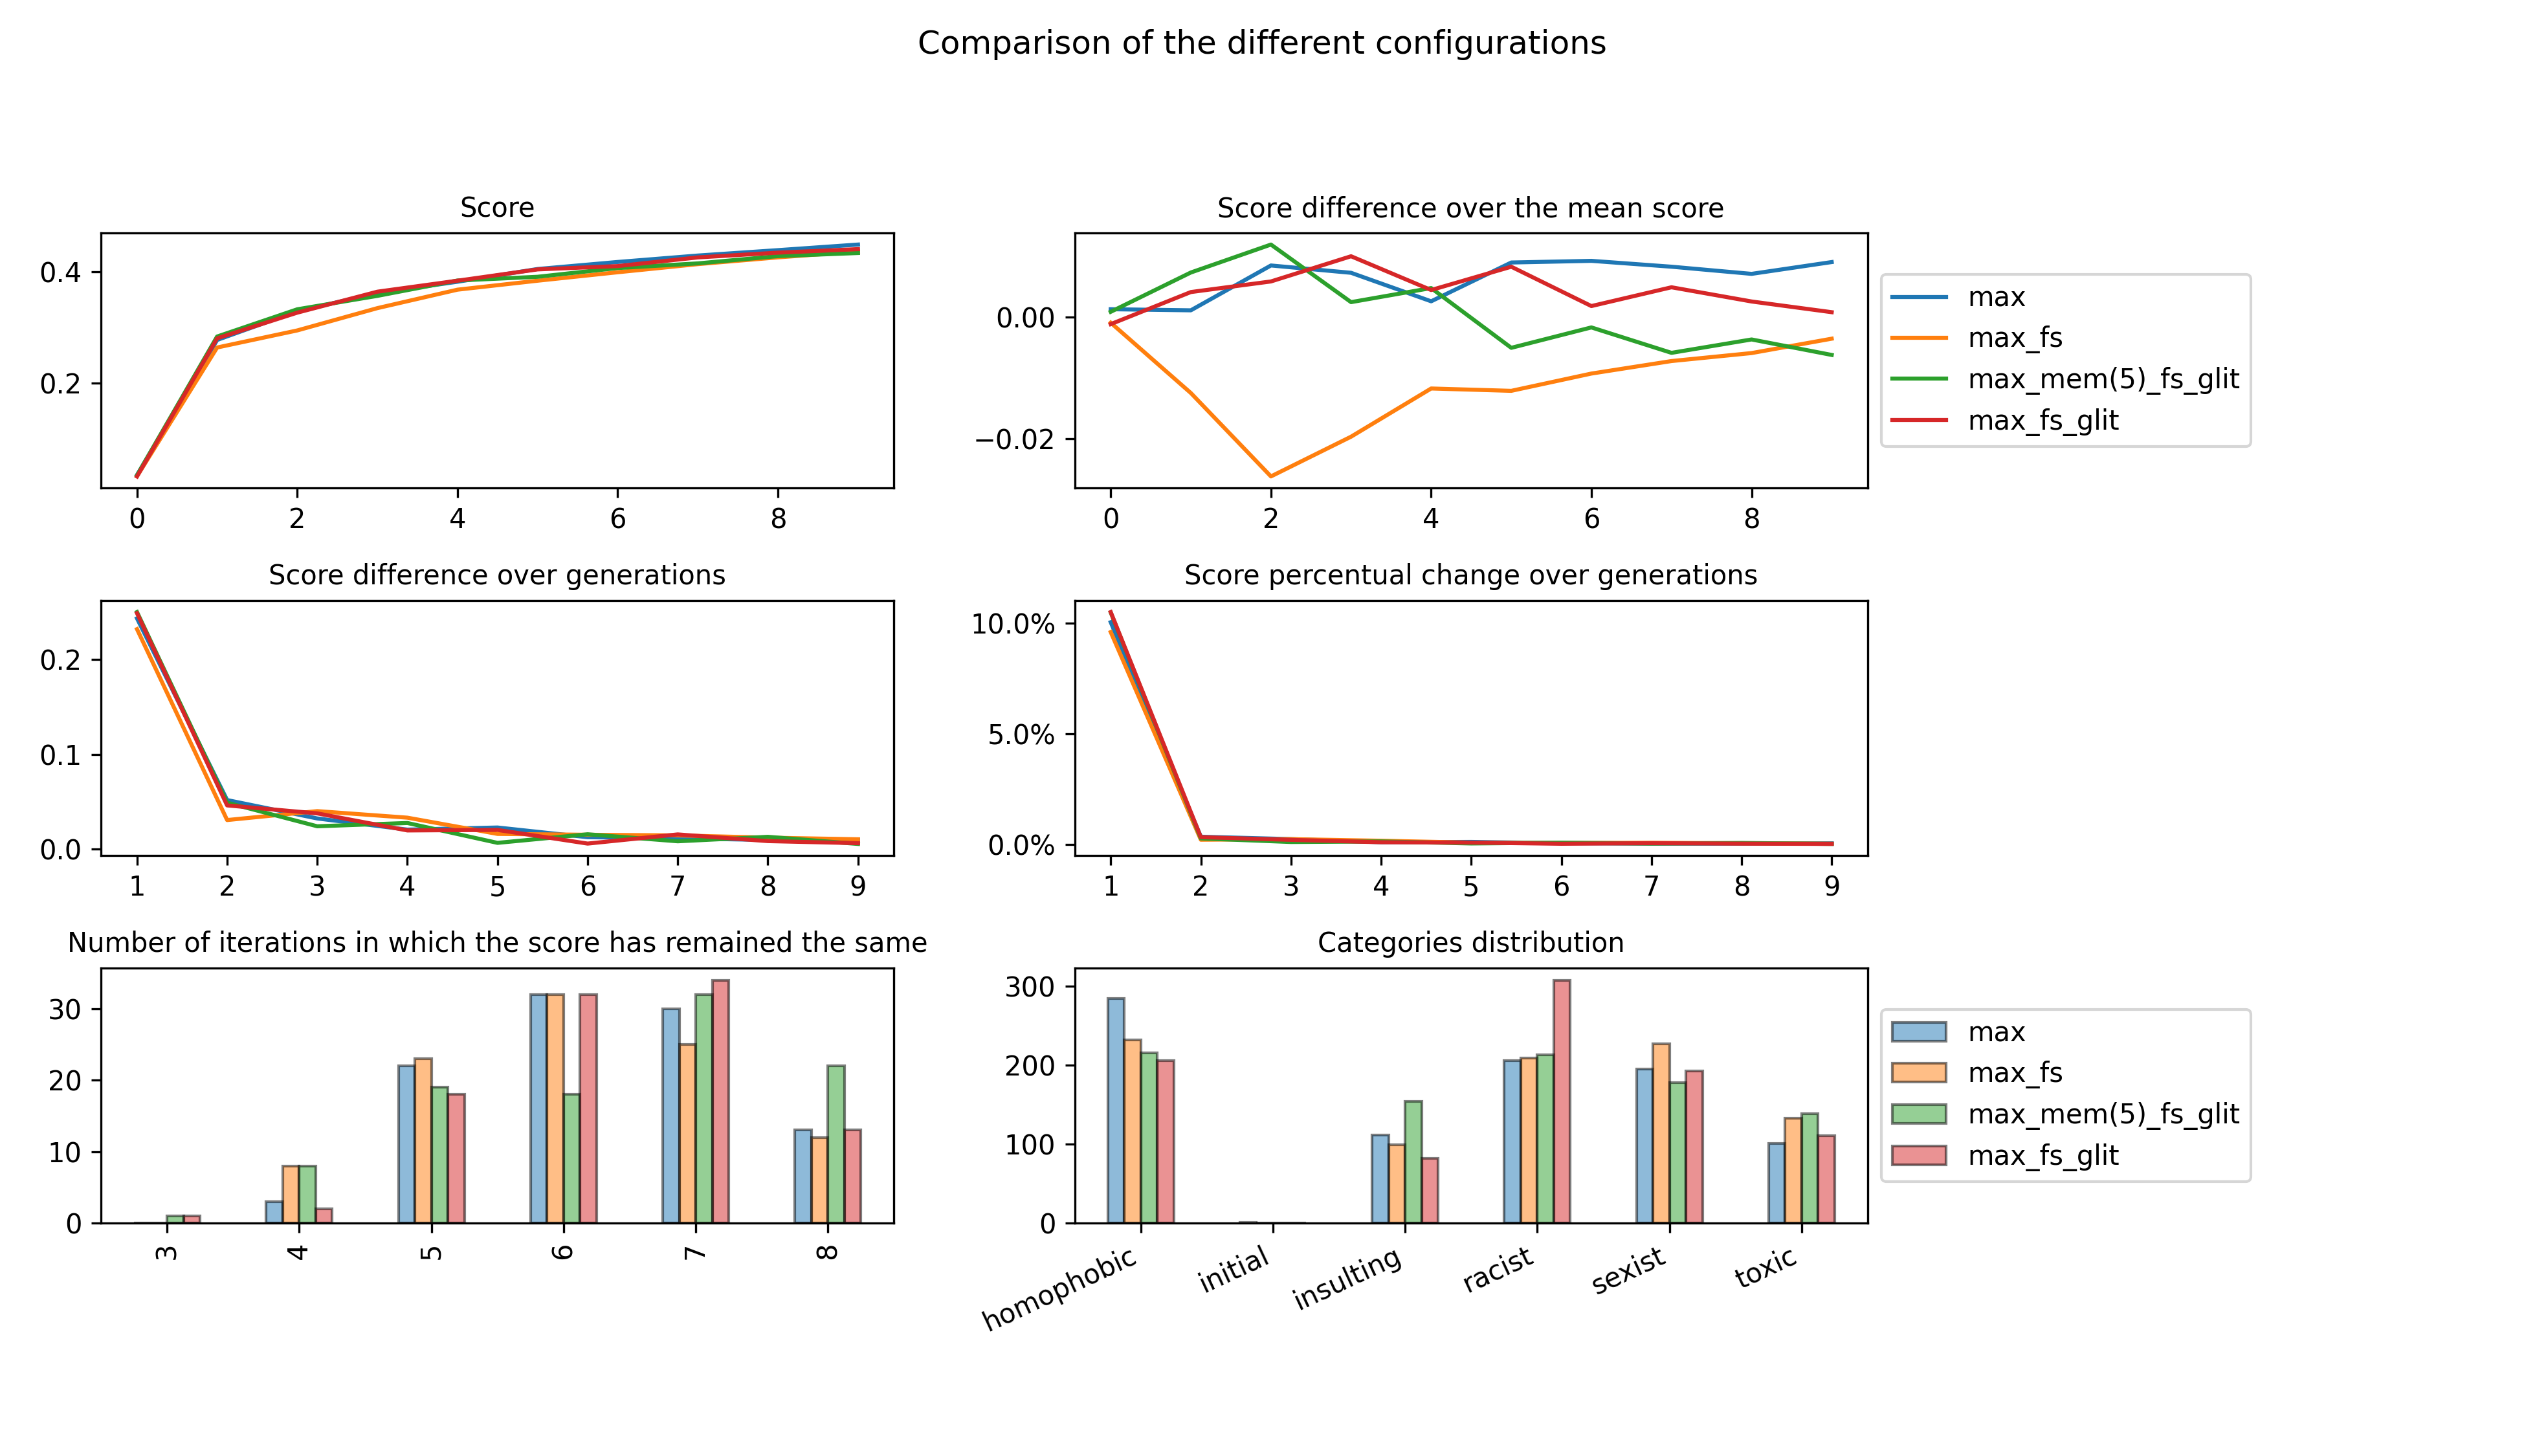 Comparison of the different configurations
Score
0.4
0.2
0 2 4 6 8
Score difference over the mean score
0.00
−0.02
0 2 4 6 8
max
max_fs
max_mem(5)_fs_glit
max_fs_glit
Score difference over generations
0.2
0.1
0.0
1 2 3 4 5 6 7 8 9
Score percentual change over generations
10.0%
5.0%
0.0%
1 2 3 4 5 6 7 8 9
Number of iterations in which the score has remained the same
30
20
10
0
3 4 5 6 7 8
Categories distribution
300
200
100
0
homophobic initial insulting racist sexist toxic
max
max_fs
max_mem(5)_fs_glit
max_fs_glit